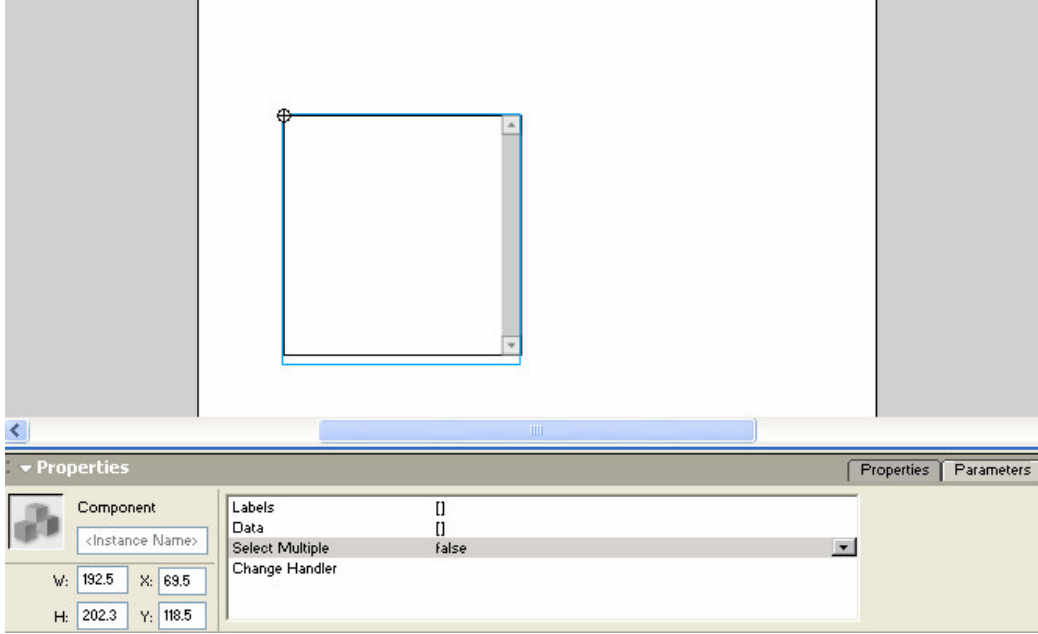 Properties
Properties Parameters
Component
<Instance Name>
W: 192.5 X: 69.5
H: 202.3 Y: 118.5
Labels []
Data []
Select Multiple false
Change Handler